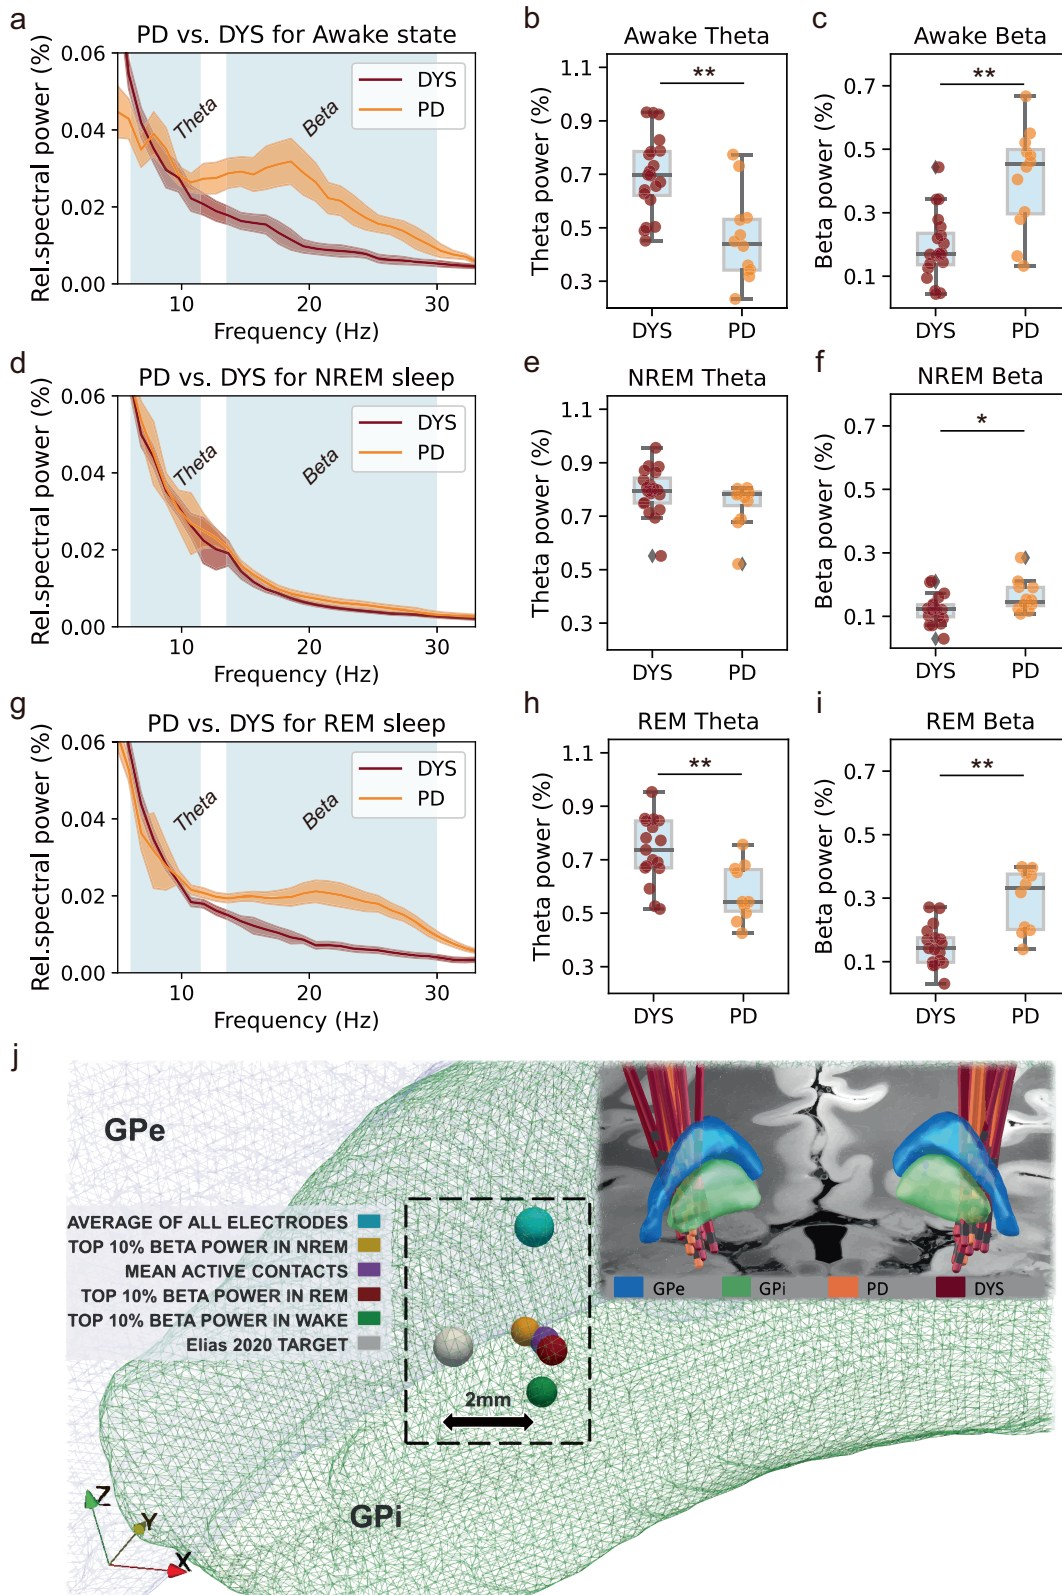 a
PD vs. DYS for Awake state
Rel.spectral power (%)
0.06
0.04
0.02
0.00
Theta
Beta
DYS
PD
10
20
30
Frequency (Hz)
b
Awake Theta
Theta power (%)
1.1
0.9
0.7
0.5
0.3
**
DYS
PD
c
Awake Beta
Beta power (%)
0.7
0.5
0.3
0.1
**
DYS
PD
d
PD vs. DYS for NREM sleep
Rel.spectral power (%)
0.06
0.04
0.02
0.00
Theta
Beta
DYS
PD
10
20
30
e
NREM Theta
Theta power (%)
1.1
0.9
0.7
0.5
0.3
DYS
PD
f
NREM Beta
Beta power (%)
0.7
0.5
0.3
0.1
*
DYS
PD
g
PD vs. DYS for REM sleep
Rel.spectral power (%)
0.06
0.04
0.02
0.00
Theta
Beta
DYS
PD
10
20
30
Frequency (Hz)
h
REM Theta
Theta power (%)
1.1
0.9
0.7
0.5
0.3
**
DYS
PD
i
REM Beta
Beta power (%)
0.7
0.5
0.3
0.1
**
DYS
PD
j
GPe
AVERAGE OF ALL ELECTRODES
TOP 10% BETA POWER IN NREM
MEAN ACTIVE CONTACTS
TOP 10% BETA POWER IN REM
TOP 10% BETA POWER IN WAKE
Elias 2020 TARGET
2mm
GPe
GPi
PD
DYS
GPi
Z
Y
X